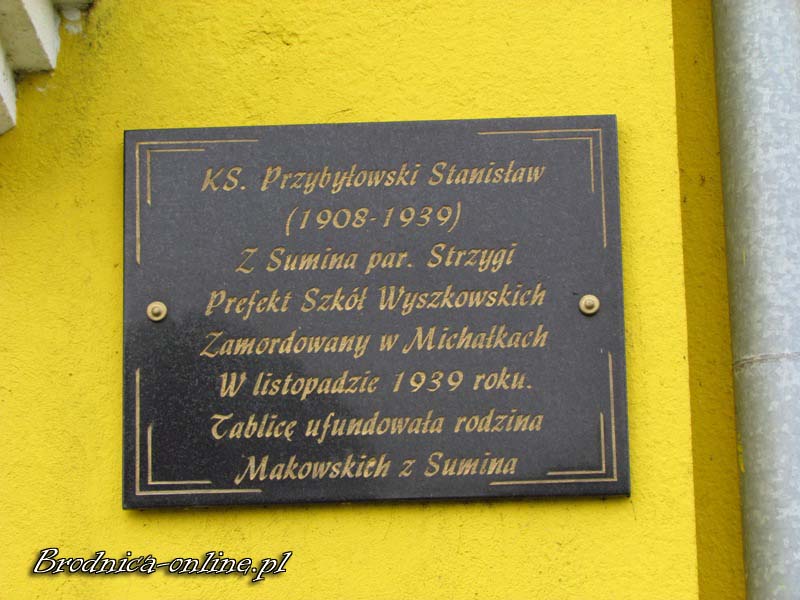 KS. Przybyłowski Stanisław
(1908-1939)
Z Sumina par. Strzygi
Prefekt Szkół Wyszkowskich
Zamordowany w Michałkach
W listopadzie 1939 roku.
Tablicę ufundowała rodzina
Makowskich z Sumina
Brodnica-online.pl